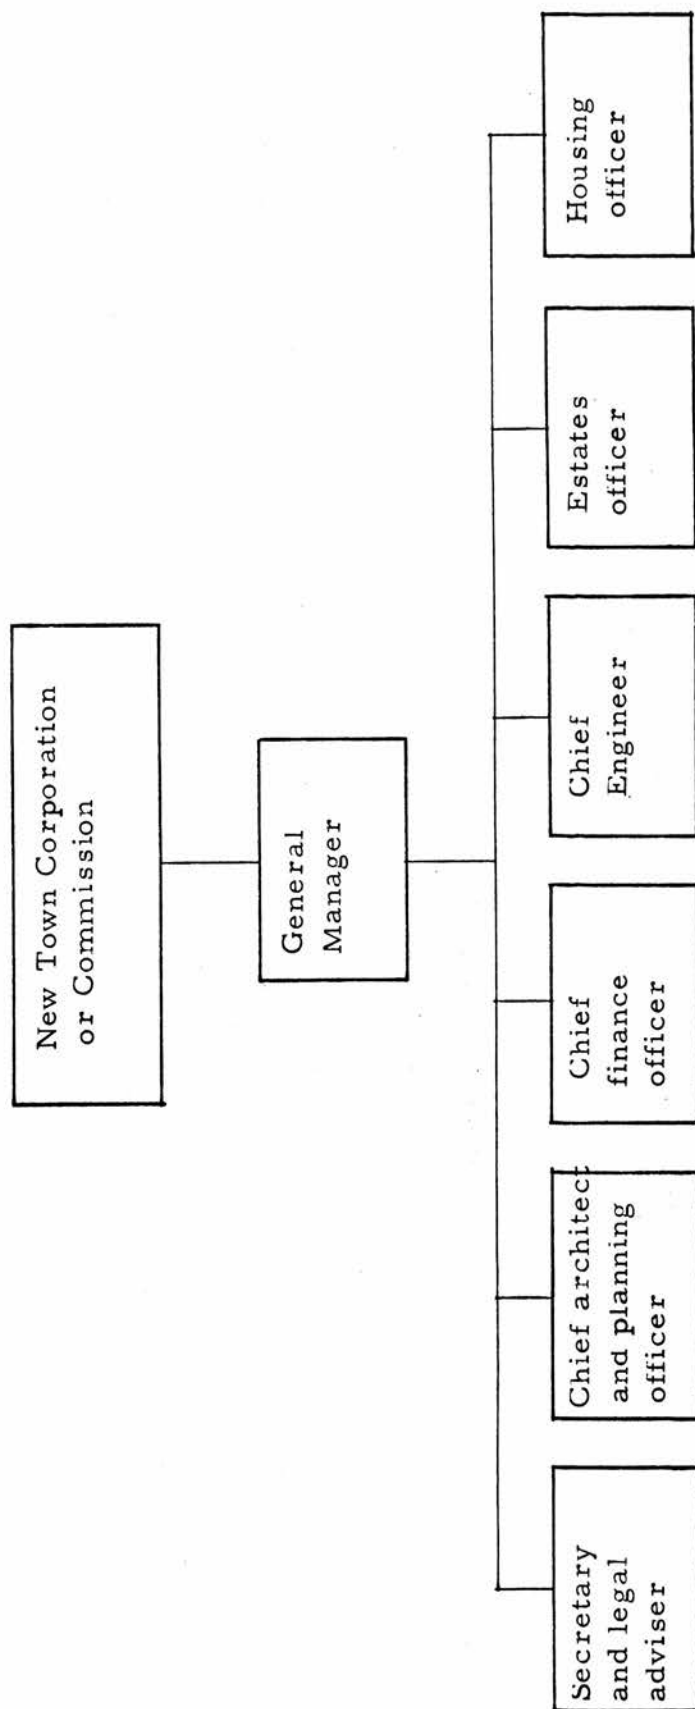 New Town Corporation
or Commission
General
Manager
Secretary
and legal
adviser
Chief architect
and planning
officer
Chief
finance
officer
Chief
Engineer
Estates
officer
Housing
officer